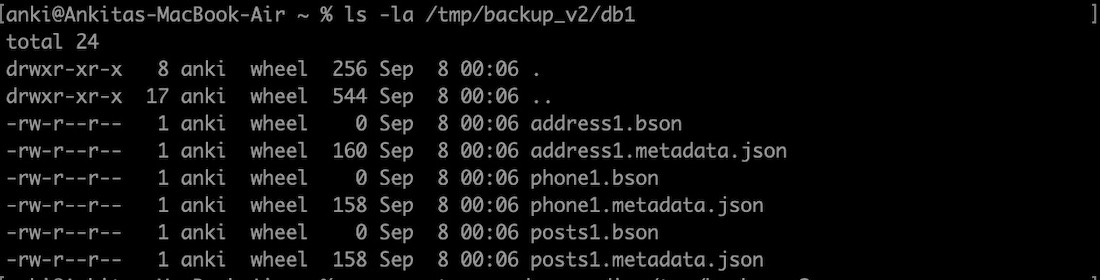 [anki@Ankitas-MacBook-Air ~ % ls -la /tmp/backup_v2/db1 ]
total 24
drwxr-xr-x   8 anki  wheel  256 Sep  8 00:06 .
drwxr-xr-x  17 anki  wheel  544 Sep  8 00:06 ..
-rw-r--r--   1 anki  wheel    0 Sep  8 00:06 address1.bson
-rw-r--r--   1 anki  wheel  160 Sep  8 00:06 address1.metadata.json
-rw-r--r--   1 anki  wheel    0 Sep  8 00:06 phone1.bson
-rw-r--r--   1 anki  wheel  158 Sep  8 00:06 phone1.metadata.json
-rw-r--r--   1 anki  wheel    0 Sep  8 00:06 posts1.bson
-rw-r--r--   1 anki  wheel  158 Sep  8 00:06 posts1.metadata.json